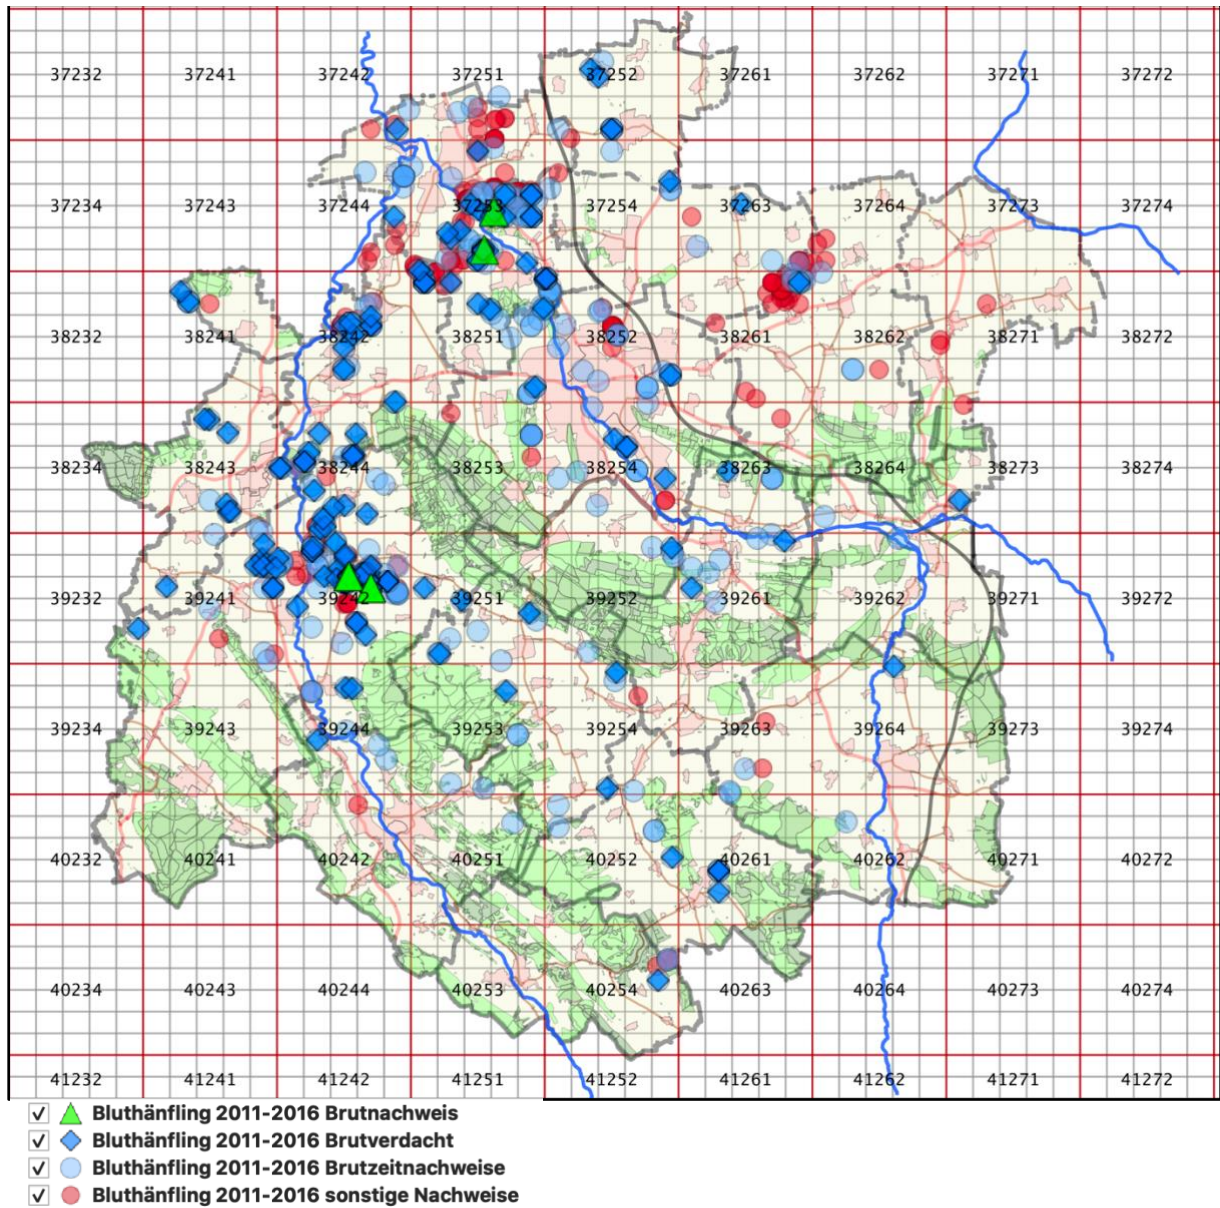 37232 37241 37242 37251 37252 37261 37262 37271 37272
37234 37243 37244 37253 37254 37263 37264 37273 37274
38232 38241 38242 38251 38252 38261 38262 38271 38272
38234 38243 38244 38253 38254 38263 38264 38273 38274
39232 39241 39242 39251 39252 39261 39262 39271 39272
39234 39243 39244 39253 39254 39263 39264 39273 39274
40232 40241 40242 40251 40252 40261 40262 40271 40272
40234 40243 40244 40253 40254 40263 40264 40273 40274
41232 41241 41242 41251 41252 41261 41262 41271 41272
Bluthänfling 2011-2016 Brutnachweis
Bluthänfling 2011-2016 Brutverdacht
Bluthänfling 2011-2016 Brutzeitnachweise
Bluthänfling 2011-2016 sonstige Nachweise